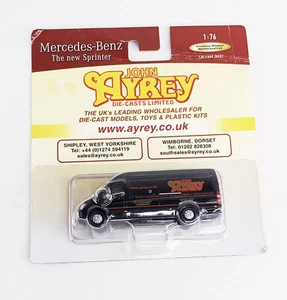 Mercedes-Benz
The new Sprinter
1:76
JOHN
AYREY
DIE-CASTS LIMITED
THE UK's LEADING WHOLESALER FOR
DIE-CAST MODELS, TOYS & PLASTIC KITS
www.ayrey.co.uk
SHIPLEY, WEST YORKSHIRE
Tel: +44 (0)1274 594119
sales@ayrey.co.uk
WIMBORNE, DORSET
Tel: 01202 828308
southsales@ayrey.co.uk
AYREY